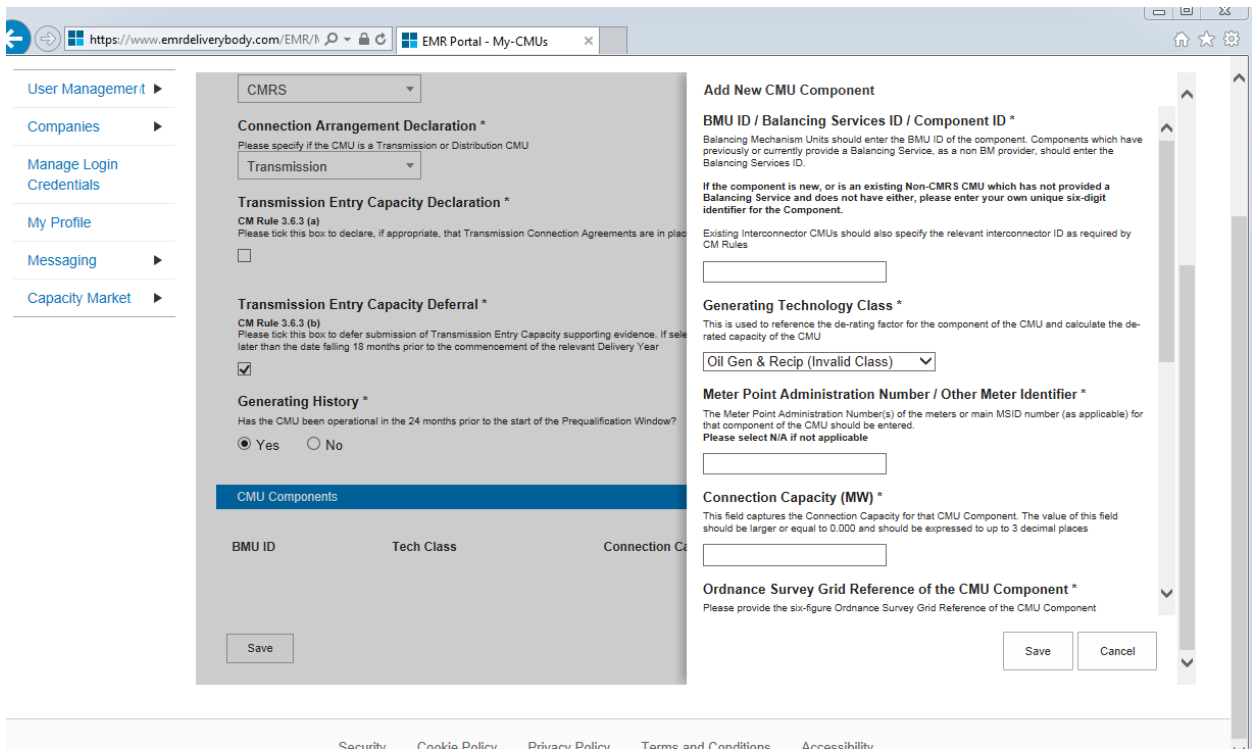 https://www.emrdeliverybody.com/EMR/
EMR Portal - My-CMUs
User Management
Companies
Manage Login
Credentials
My Profile
Messaging
Capacity Market
CMRS
Connection Arrangement Declaration *
Please specify if the CMU is a Transmission or Distribution CMU
Transmission
Transmission Entry Capacity Declaration *
CM Rule 3.6.3 (a)
Please tick this box to declare, if appropriate, that Transmission Connection Agreements are in plac
Transmission Entry Capacity Deferral *
CM Rule 3.6.3 (b)
Please tick this box to defer submission of Transmission Entry Capacity supporting evidence. If sele
later than the date falling 18 months prior to the commencement of the relevant Delivery Year
Generating History *
Has the CMU been operational in the 24 months prior to the start of the Prequalification Window?
Yes No
CMU Components
BMU ID Tech Class Connection Ca
Save
Add New CMU Component
BMU ID / Balancing Services ID / Component ID *
Balancing Mechanism Units should enter the BMU ID of the component. Components which have
previously or currently provide a Balancing Service, as a non BM provider, should enter the
Balancing Services ID.
If the component is new, or is an existing Non-CMRS CMU which has not provided a
Balancing Service and does not have either, please enter your own unique six-digit
identifier for the Component.
Existing Interconnector CMUs should also specify the relevant interconnector ID as required by
CM Rules
Generating Technology Class *
This is used to reference the de-rating factor for the component of the CMU and calculate the de-
rated capacity of the CMU
Oil Gen & Recip (Invalid Class)
Meter Point Administration Number / Other Meter Identifier *
The Meter Point Administration Number(s) of the meters or main MSID number (as applicable) for
that component of the CMU should be entered.
Please select N/A if not applicable
Connection Capacity (MW) *
This field captures the Connection Capacity for that CMU Component. The value of this field
should be larger or equal to 0.000 and should be expressed to up to 3 decimal places
Ordnance Survey Grid Reference of the CMU Component *
Please provide the six-figure Ordnance Survey Grid Reference of the CMU Component
Save Cancel
Security Cookie Policy Privacy Policy Terms and Conditions Accessibility